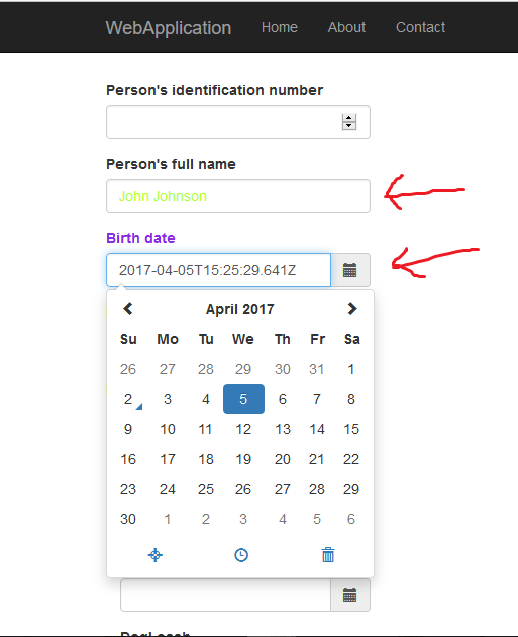 WebApplication Home About Contact
Person's identification number
Person's full name
John Johnson
Birth date
2017-04-05T15:25:29.641Z
April 2017
Su Mo Tu We Th Fr Sa
26 27 28 29 30 31 1
2 3 4 5 6 7 8
9 10 11 12 13 14 15
16 17 18 19 20 21 22
23 24 25 26 27 28 29
30 1 2 3 4 5 6